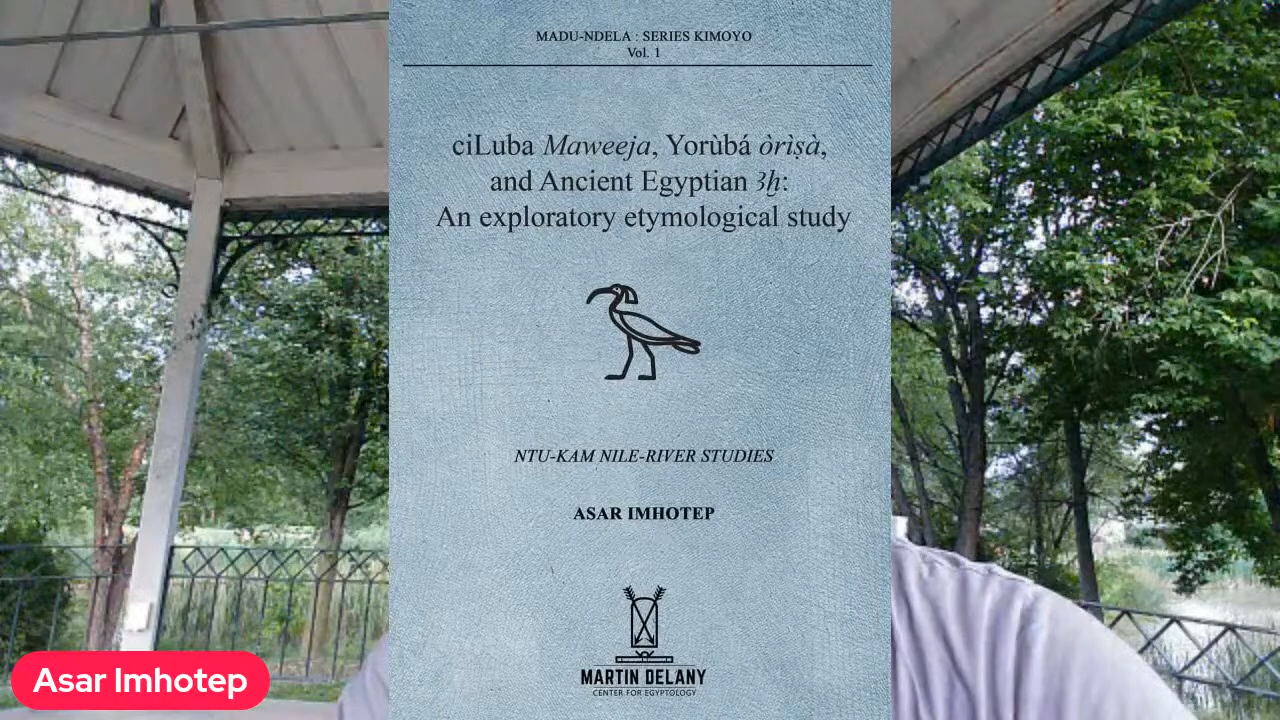 MADU-NDELA : SERIES KIMOYO
Vol. 1
ciLuba Maweeja, Yorùbá òrìṣà,
and Ancient Egyptian ꜣḫ:
An exploratory etymological study
NTU-KAM NILE-RIVER STUDIES
ASAR IMHOTEP
MARTIN DELANY
CENTER FOR EGYPTOLOGY
Asar Imhotep